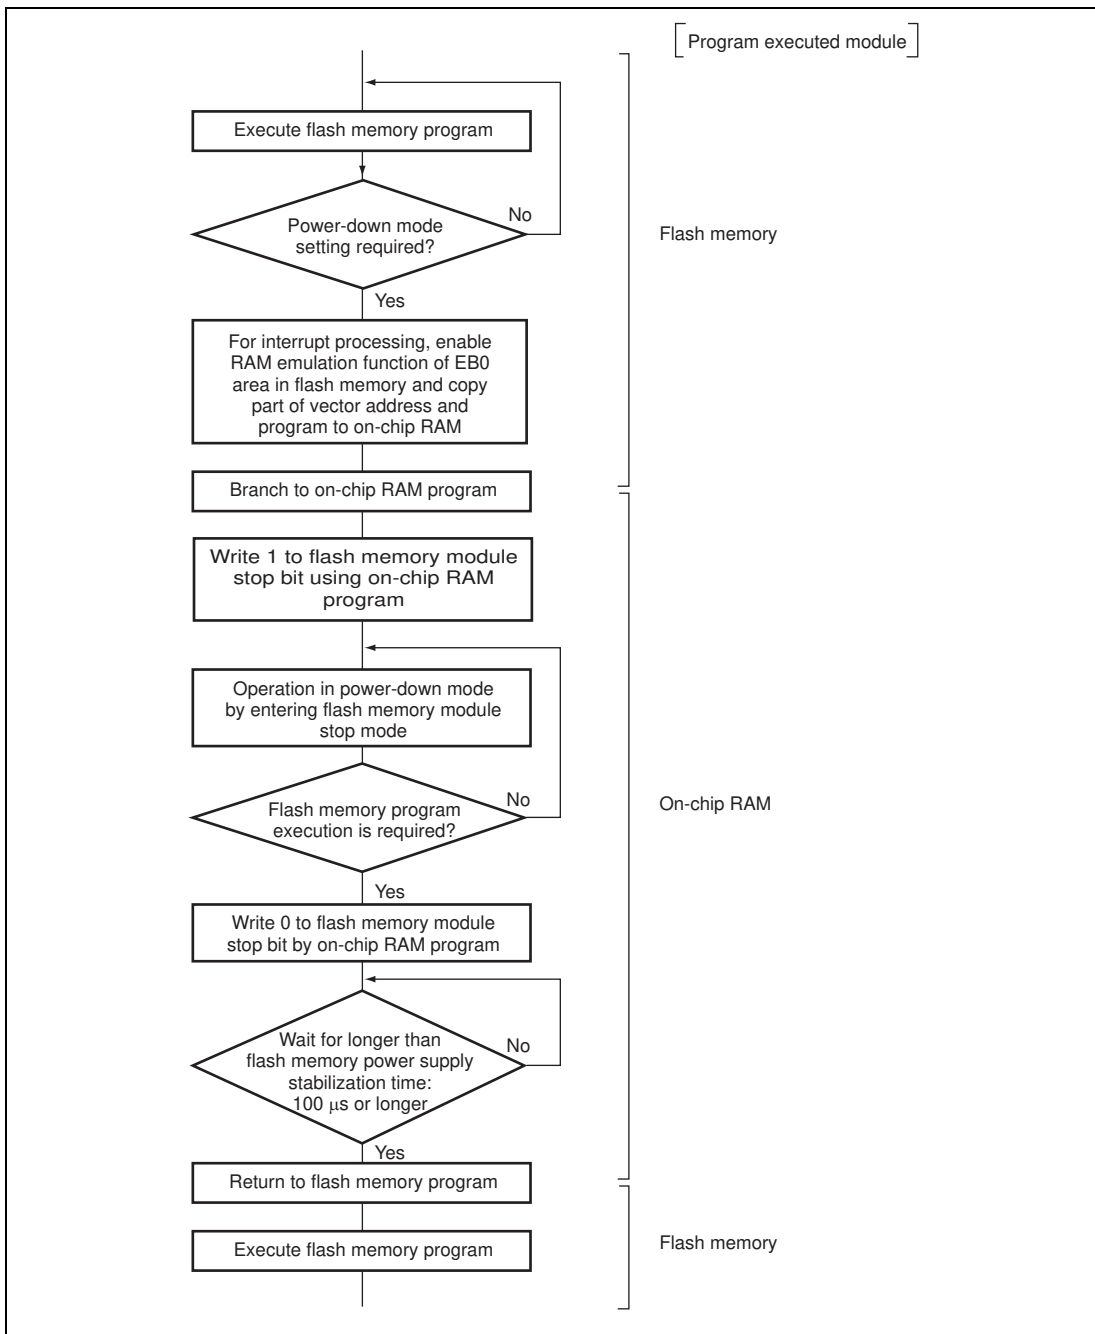 [Program executed module]
Execute flash memory program
Power-down mode
setting required?
No
Flash memory
Yes
For interrupt processing, enable
RAM emulation function of EB0
area in flash memory and copy
part of vector address and
program to on-chip RAM
Branch to on-chip RAM program
Write 1 to flash memory module
stop bit using on-chip RAM
program
Operation in power-down mode
by entering flash memory module
stop mode
Flash memory program
execution is required?
No
On-chip RAM
Yes
Write 0 to flash memory module
stop bit by on-chip RAM program
Wait for longer than
flash memory power supply
stabilization time:
100 μs or longer
No
Yes
Return to flash memory program
Execute flash memory program
Flash memory